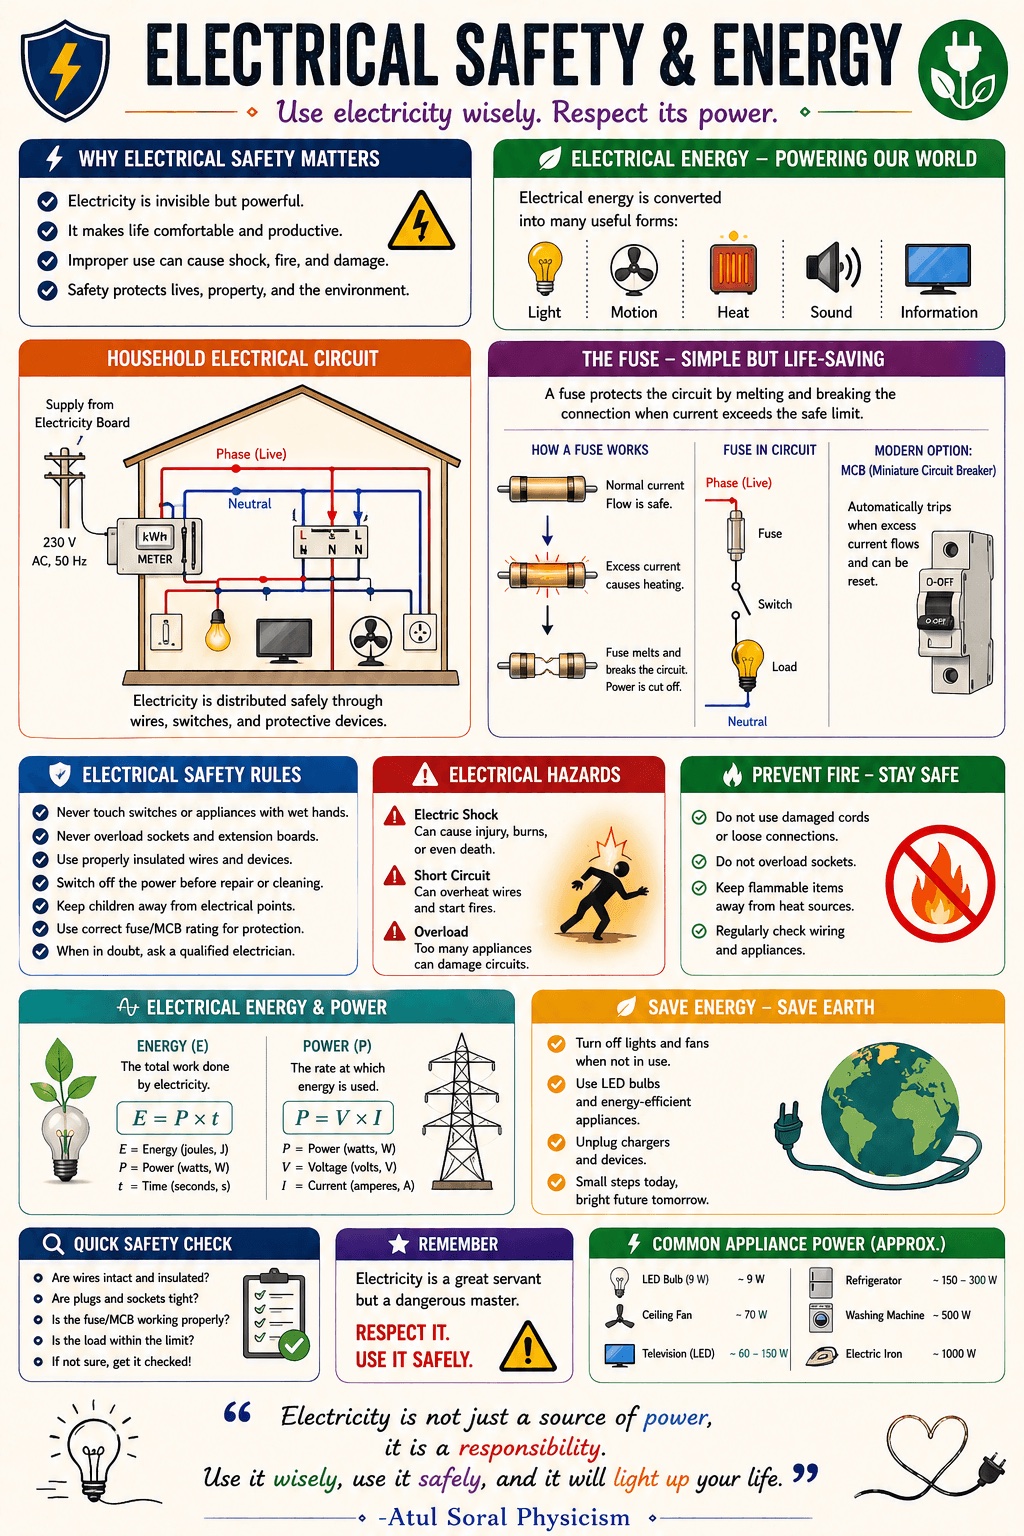 ELECTRICAL SAFETY & ENERGY
Use electricity wisely. Respect its power.
WHY ELECTRICAL SAFETY MATTERS
Electricity is invisible but powerful.
It makes life comfortable and productive.
Improper use can cause shock, fire, and damage.
Safety protects lives, property, and the environment.
ELECTRICAL ENERGY – POWERING OUR WORLD
Electrical energy is converted
into many useful forms:
Light
Motion
Heat
Sound
Information
HOUSEHOLD ELECTRICAL CIRCUIT
Supply from
Electricity Board
Phase (Live)
Neutral
230 V
AC, 50 Hz
kWh
METER
L L
N N N
Electricity is distributed safely through
wires, switches, and protective devices.
THE FUSE – SIMPLE BUT LIFE-SAVING
A fuse protects the circuit by melting and breaking the
connection when current exceeds the safe limit.
HOW A FUSE WORKS
Normal current
Flow is safe.
Excess current
causes heating.
Fuse melts and
breaks the circuit.
Power is cut off.
FUSE IN CIRCUIT
Phase (Live)
Fuse
Switch
Load
Neutral
MODERN OPTION:
MCB (Miniature Circuit Breaker)
Automatically trips
when excess
current flows
and can be
reset.
O-OFF
O OFF
ELECTRICAL SAFETY RULES
Never touch switches or appliances with wet hands.
Never overload sockets and extension boards.
Use properly insulated wires and devices.
Switch off the power before repair or cleaning.
Keep children away from electrical points.
Use correct fuse/MCB rating for protection.
When in doubt, ask a qualified electrician.
ELECTRICAL HAZARDS
Electric Shock
Can cause injury, burns,
or even death.
Short Circuit
Can overheat wires
and start fires.
Overload
Too many appliances
can damage circuits.
PREVENT FIRE – STAY SAFE
Do not use damaged cords
or loose connections.
Do not overload sockets.
Keep flammable items
away from heat sources.
Regularly check wiring
and appliances.
ELECTRICAL ENERGY & POWER
ENERGY (E)
The total work done
by electricity.
E = P × t
E = Energy (joules, J)
P = Power (watts, W)
t = Time (seconds, s)
POWER (P)
The rate at which
energy is used.
P = V × I
P = Power (watts, W)
V = Voltage (volts, V)
I = Current (amperes, A)
SAVE ENERGY – SAVE EARTH
Turn off lights and fans
when not in use.
Use LED bulbs
and energy-efficient
appliances.
Unplug chargers
and devices.
Small steps today,
bright future tomorrow.
QUICK SAFETY CHECK
Are wires intact and insulated?
Are plugs and sockets tight?
Is the fuse/MCB working properly?
Is the load within the limit?
If not sure, get it checked!
REMEMBER
Electricity is a great servant
but a dangerous master.
RESPECT IT.
USE IT SAFELY.
COMMON APPLIANCE POWER (APPROX.)
LED Bulb (9 W) ~ 9 W
Ceiling Fan ~ 70 W
Television (LED) ~ 60 – 150 W
Refrigerator ~ 150 – 300 W
Washing Machine ~ 500 W
Electric Iron ~ 1000 W
“ Electricity is not just a source of power,
it is a responsibility.
Use it wisely, use it safely, and it will light up your life. ”
-Atul Soral Physicism